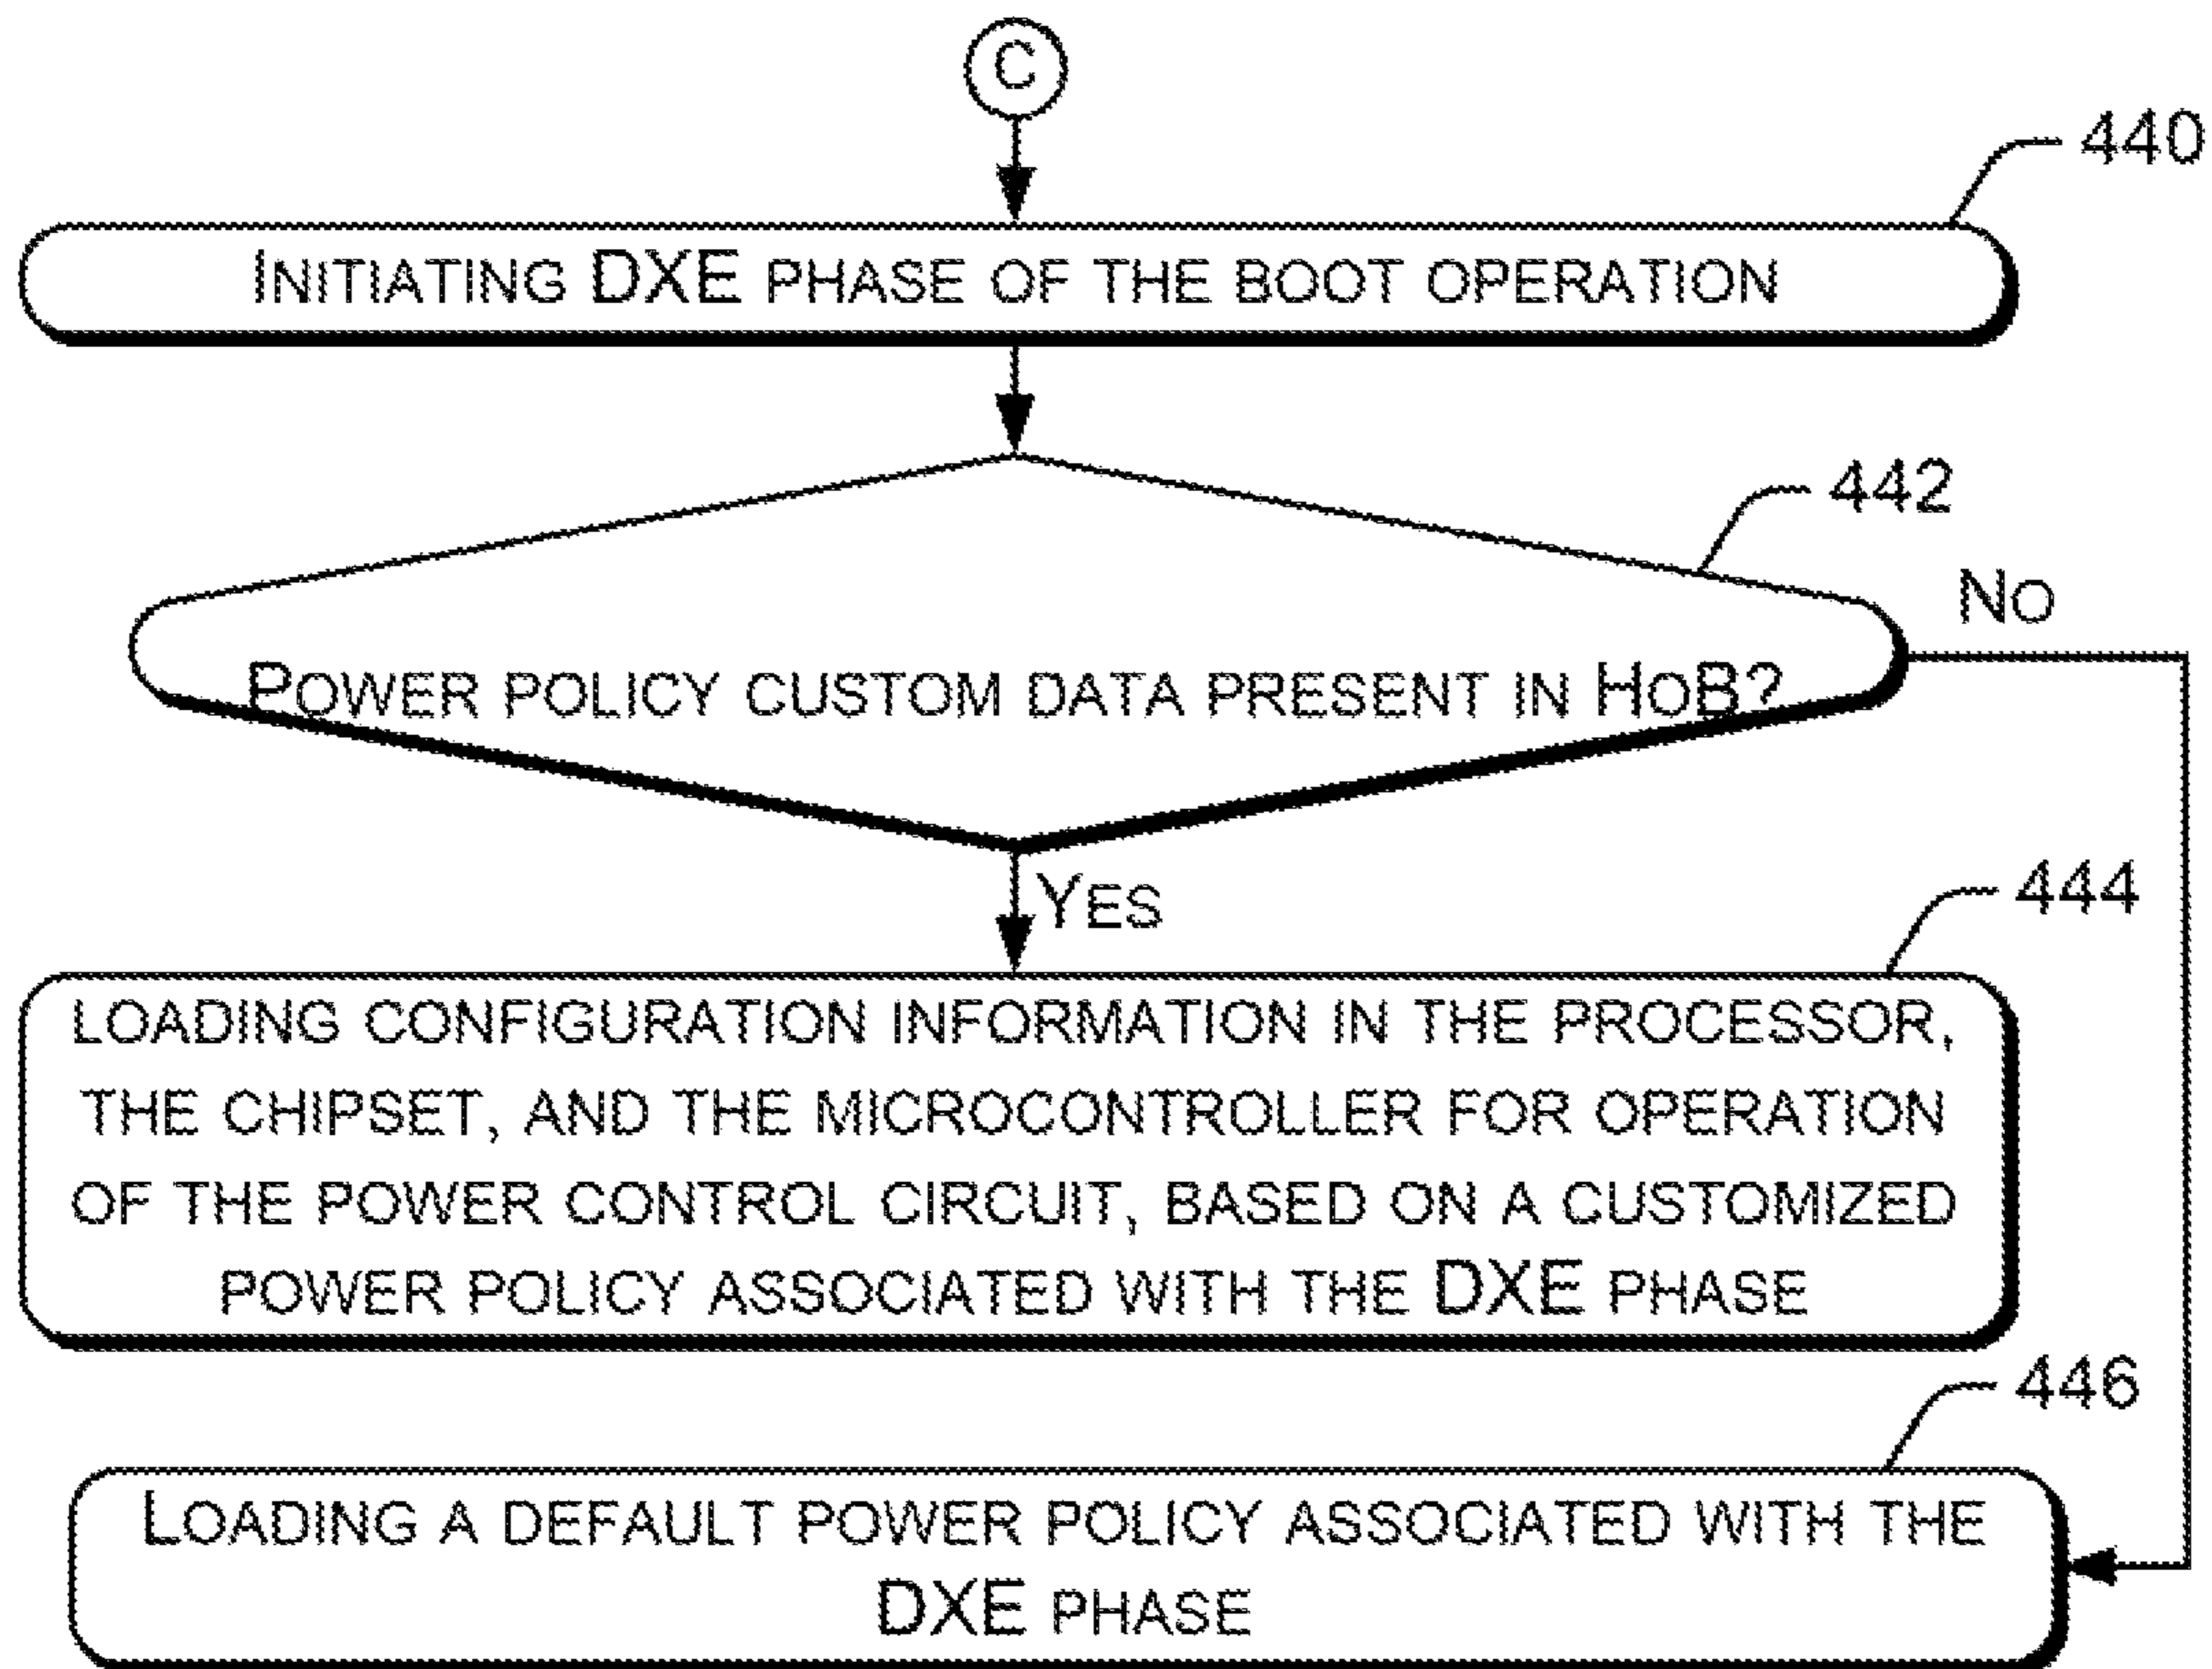 C
440
INITIATING DXE PHASE OF THE BOOT OPERATION
442
NO
POWER POLICY CUSTOM DATA PRESENT IN HOB?
YES
444
LOADING CONFIGURATION INFORMATION IN THE PROCESSOR,
THE CHIPSET, AND THE MICROCONTROLLER FOR OPERATION
OF THE POWER CONTROL CIRCUIT, BASED ON A CUSTOMIZED
POWER POLICY ASSOCIATED WITH THE DXE PHASE
446
LOADING A DEFAULT POWER POLICY ASSOCIATED WITH THE
DXE PHASE